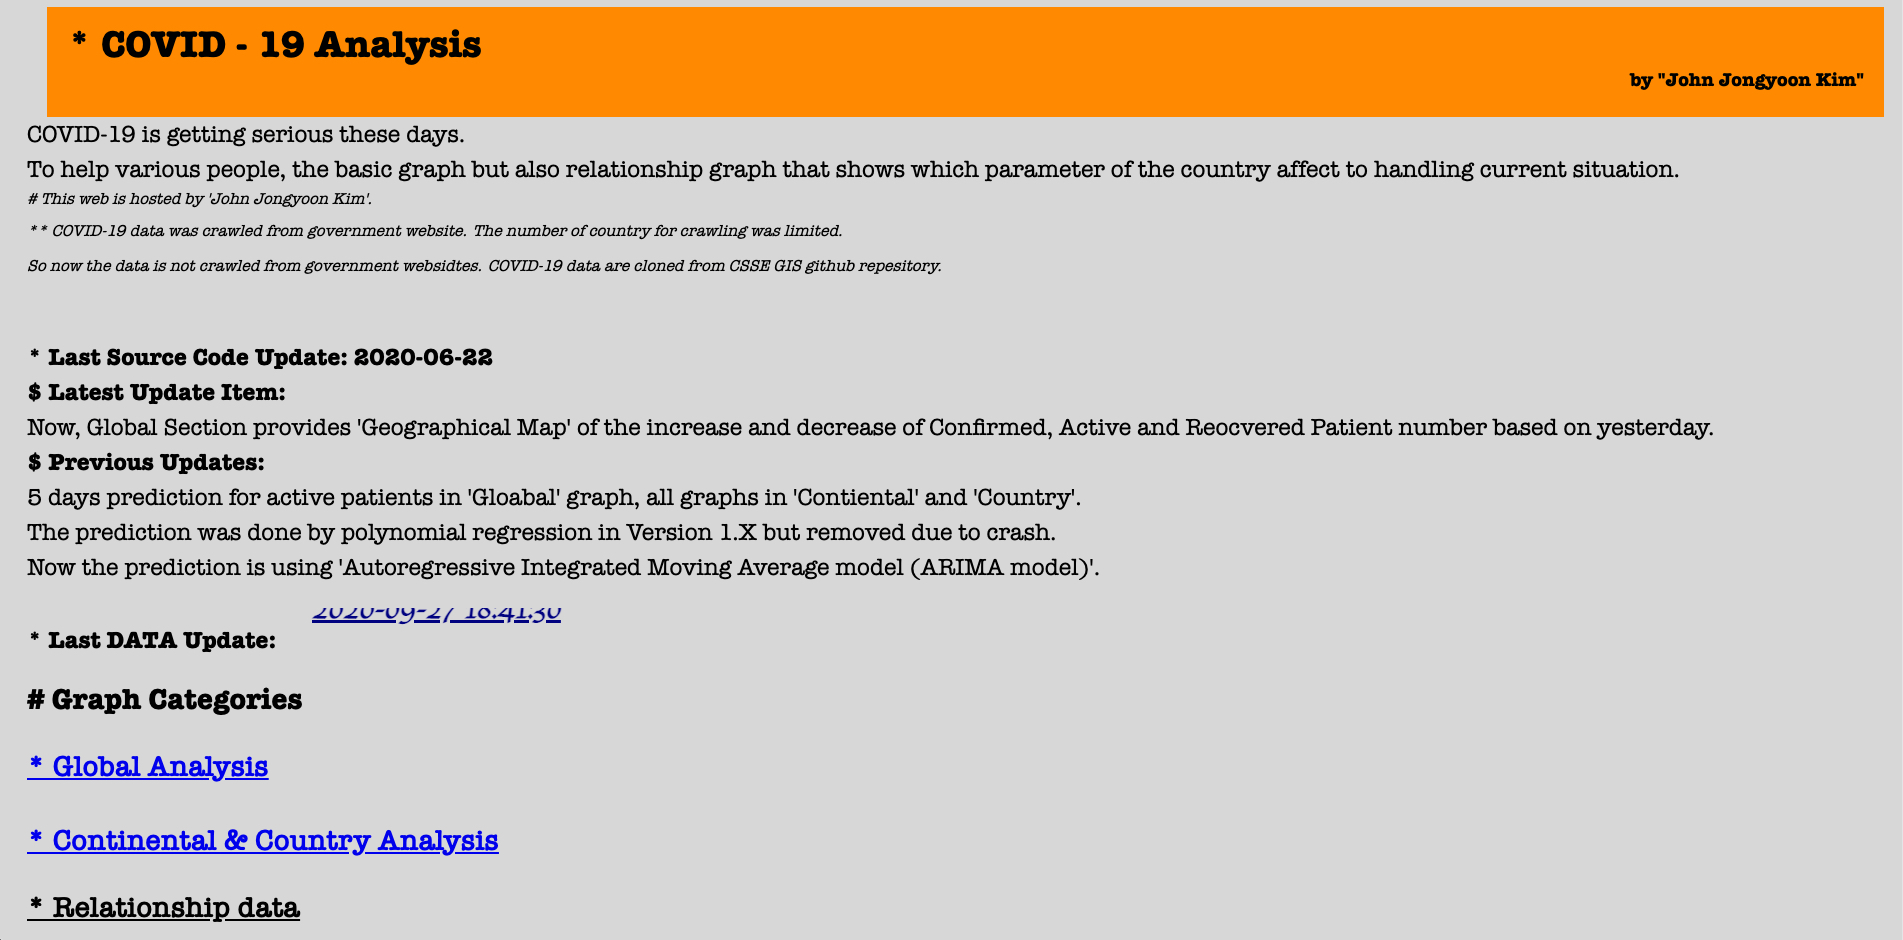 * COVID - 19 Analysis
by "John Jongyoon Kim"
COVID-19 is getting serious these days.
To help various people, the basic graph but also relationship graph that shows which parameter of the country affect to handling current situation.
# This web is hosted by 'John Jongyoon Kim'.
** COVID-19 data was crawled from government website. The number of country for crawling was limited.
So now the data is not crawled from government websidtes. COVID-19 data are cloned from CSSE GIS github repesitory.
* Last Source Code Update: 2020-06-22
$ Latest Update Item:
Now, Global Section provides 'Geographical Map' of the increase and decrease of Confirmed, Active and Reocvered Patient number based on yesterday.
$ Previous Updates:
5 days prediction for active patients in 'Gloabal' graph, all graphs in 'Contiental' and 'Country'.
The prediction was done by polynomial regression in Version 1.X but removed due to crash.
Now the prediction is using 'Autoregressive Integrated Moving Average model (ARIMA model)'.
* Last DATA Update:
# Graph Categories
* Global Analysis
* Continental & Country Analysis
* Relationship data